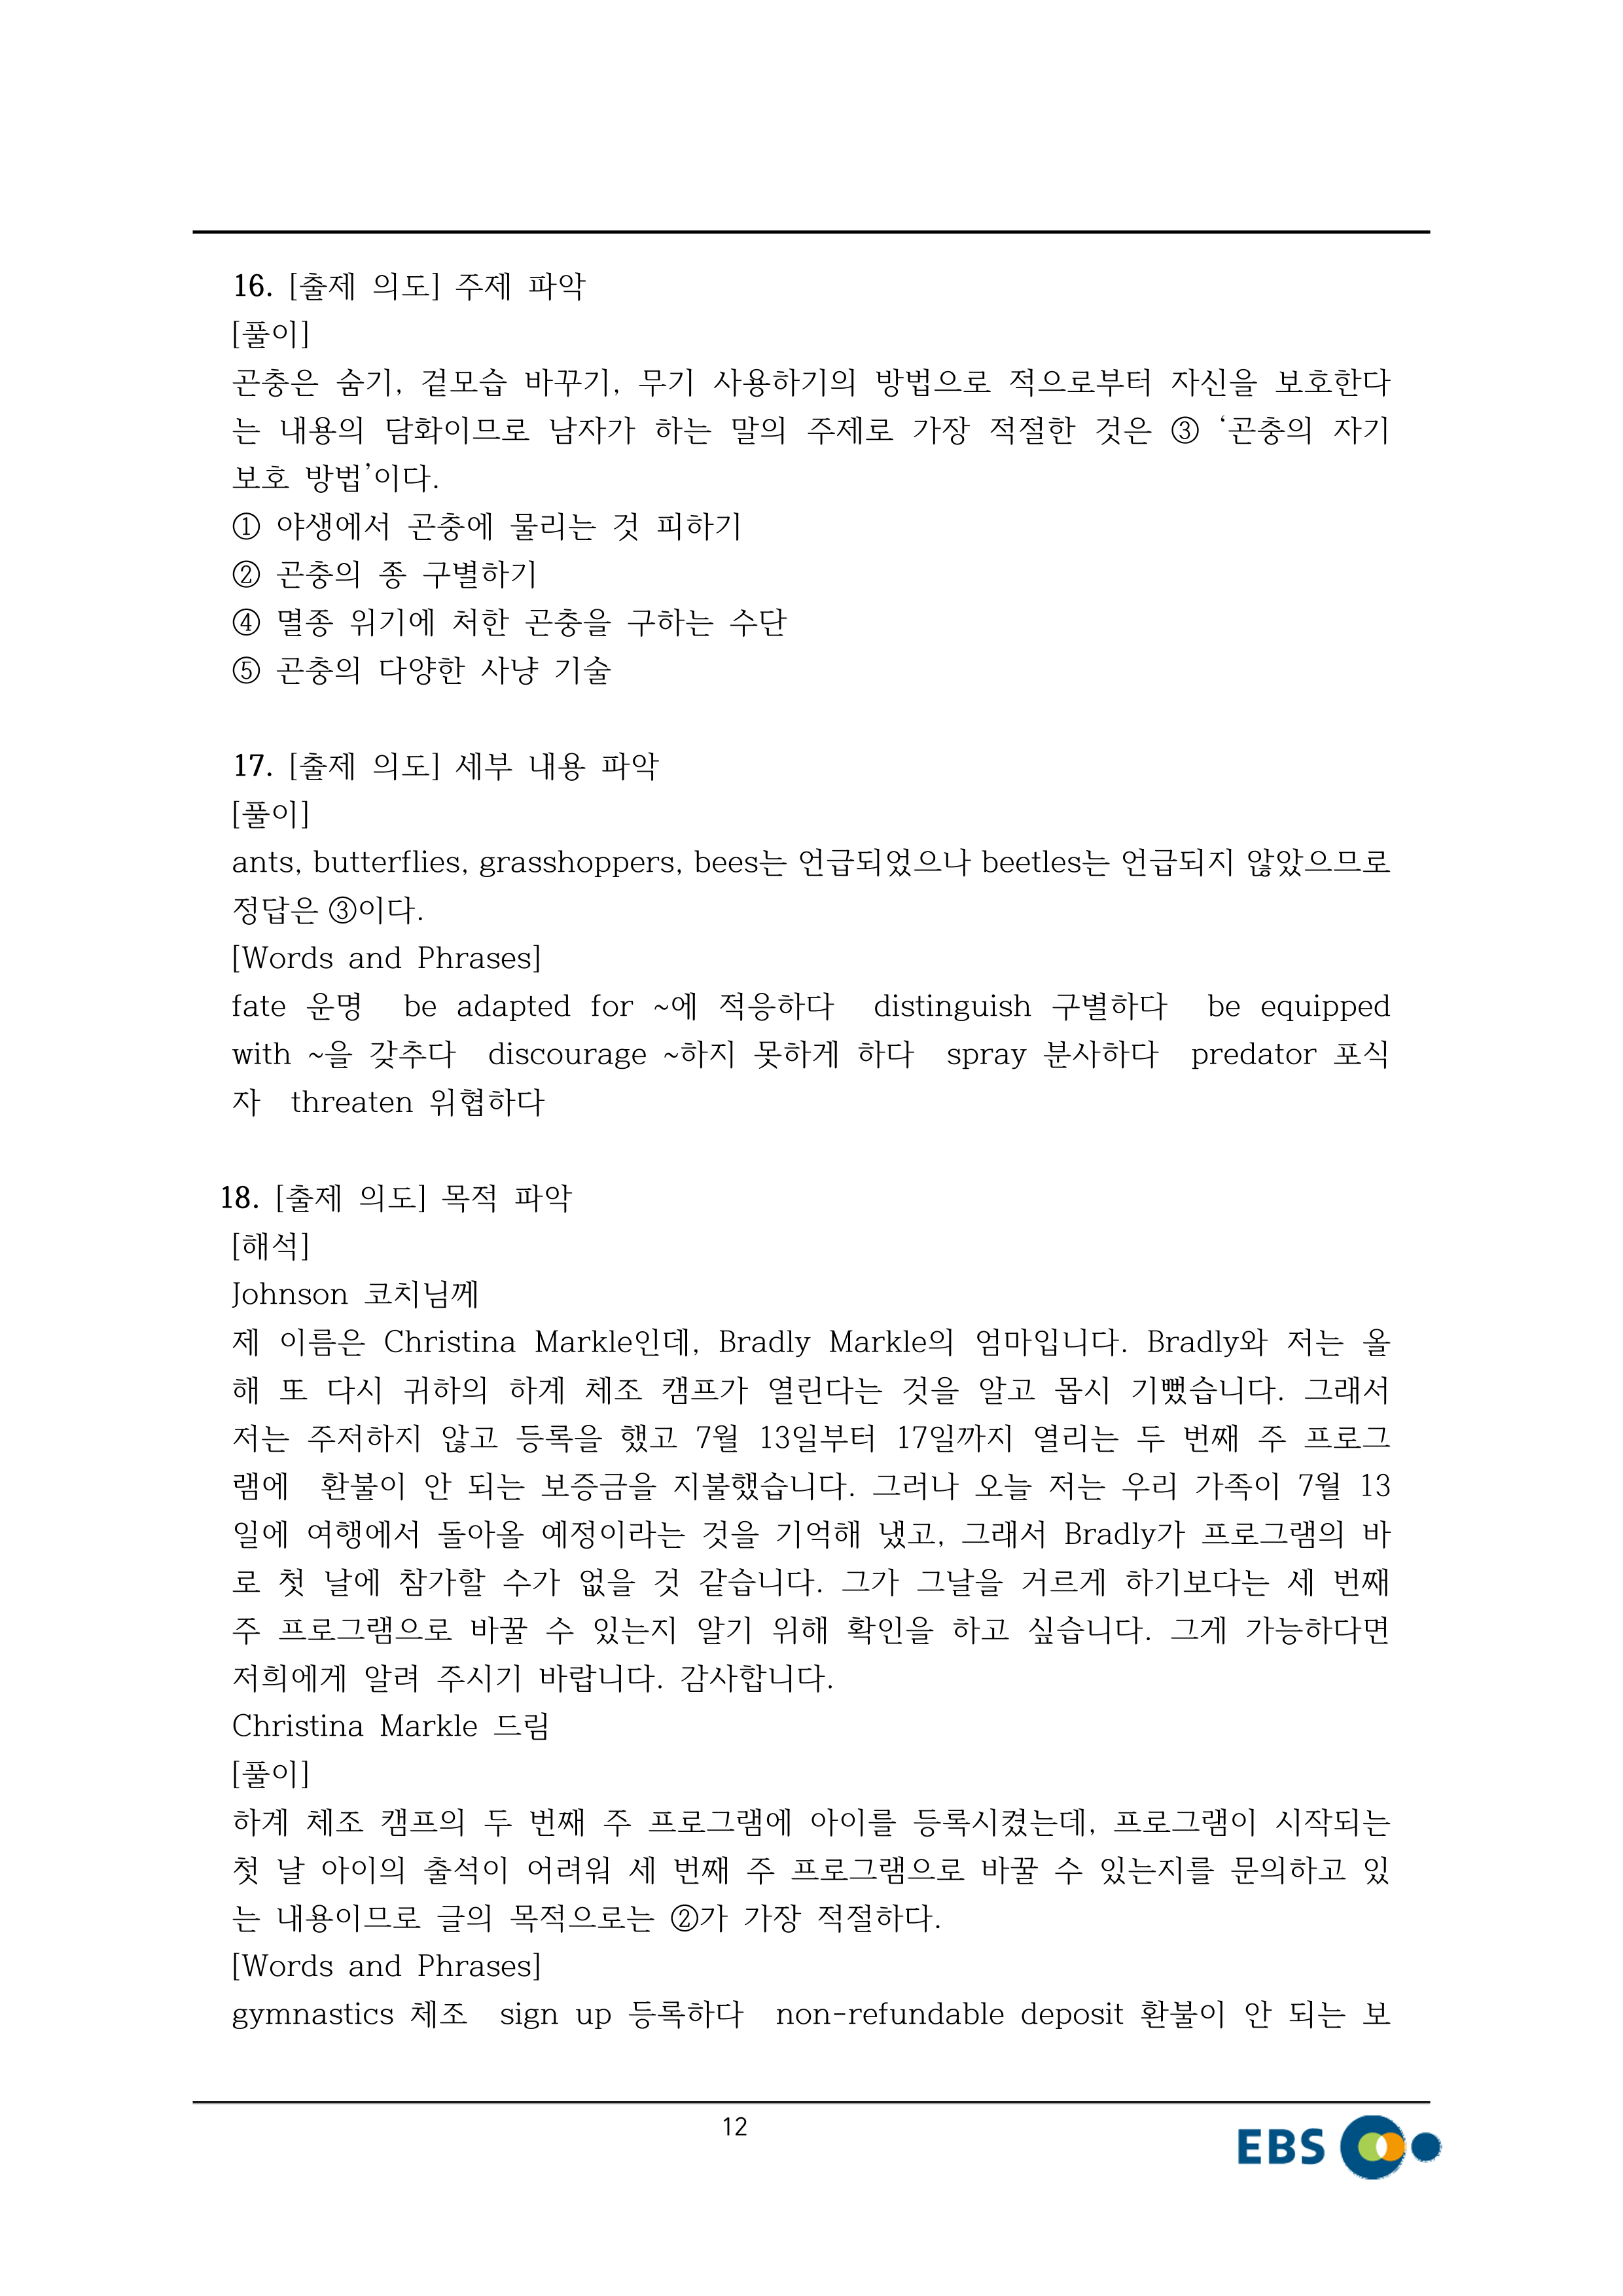 16. [출제 의도] 주제 파악
[풀이]
곤충은 숨기, 겉모습 바꾸기, 무기 사용하기의 방법으로 적으로부터 자신을 보호한다
는 내용의 담화이므로 남자가 하는 말의 주제로 가장 적절한 것은 ③ ‘곤충의 자기
보호 방법’이다.
① 야생에서 곤충에 물리는 것 피하기
② 곤충의 종 구별하기
④ 멸종 위기에 처한 곤충을 구하는 수단
⑤ 곤충의 다양한 사냥 기술
17. [출제 의도] 세부 내용 파악
[풀이]
ants, butterflies, grasshoppers, bees는 언급되었으나 beetles는 언급되지 않았으므로
정답은 ③이다.
[Words and Phrases]
fate 운명 be adapted for ~에 적응하다 distinguish 구별하다 be equipped
with ~을 갖추다 discourage ~하지 못하게 하다 spray 분사하다 predator 포식
자 threaten 위협하다
18. [출제 의도] 목적 파악
[해석]
Johnson 코치님께
제 이름은 Christina Markle인데, Bradly Markle의 엄마입니다. Bradly와 저는 올
해 또 다시 귀하의 하계 체조 캠프가 열린다는 것을 알고 몹시 기뻤습니다. 그래서
저는 주저하지 않고 등록을 했고 7월 13일부터 17일까지 열리는 두 번째 주 프로그
램에 환불이 안 되는 보증금을 지불했습니다. 그러나 오늘 저는 우리 가족이 7월 13
일에 여행에서 돌아올 예정이라는 것을 기억해 냈고, 그래서 Bradly가 프로그램의 바
로 첫 날에 참가할 수가 없을 것 같습니다. 그가 그날을 거르게 하기보다는 세 번째
주 프로그램으로 바꿀 수 있는지 알기 위해 확인을 하고 싶습니다. 그게 가능하다면
저희에게 알려 주시기 바랍니다. 감사합니다.
Christina Markle 드림
[풀이]
하계 체조 캠프의 두 번째 주 프로그램에 아이를 등록시켰는데, 프로그램이 시작되는
첫 날 아이의 출석이 어려워 세 번째 주 프로그램으로 바꿀 수 있는지를 문의하고 있
는 내용이므로 글의 목적으로는 ②가 가장 적절하다.
[Words and Phrases]
gymnastics 체조 sign up 등록하다 non-refundable deposit 환불이 안 되는 보
12
EBS